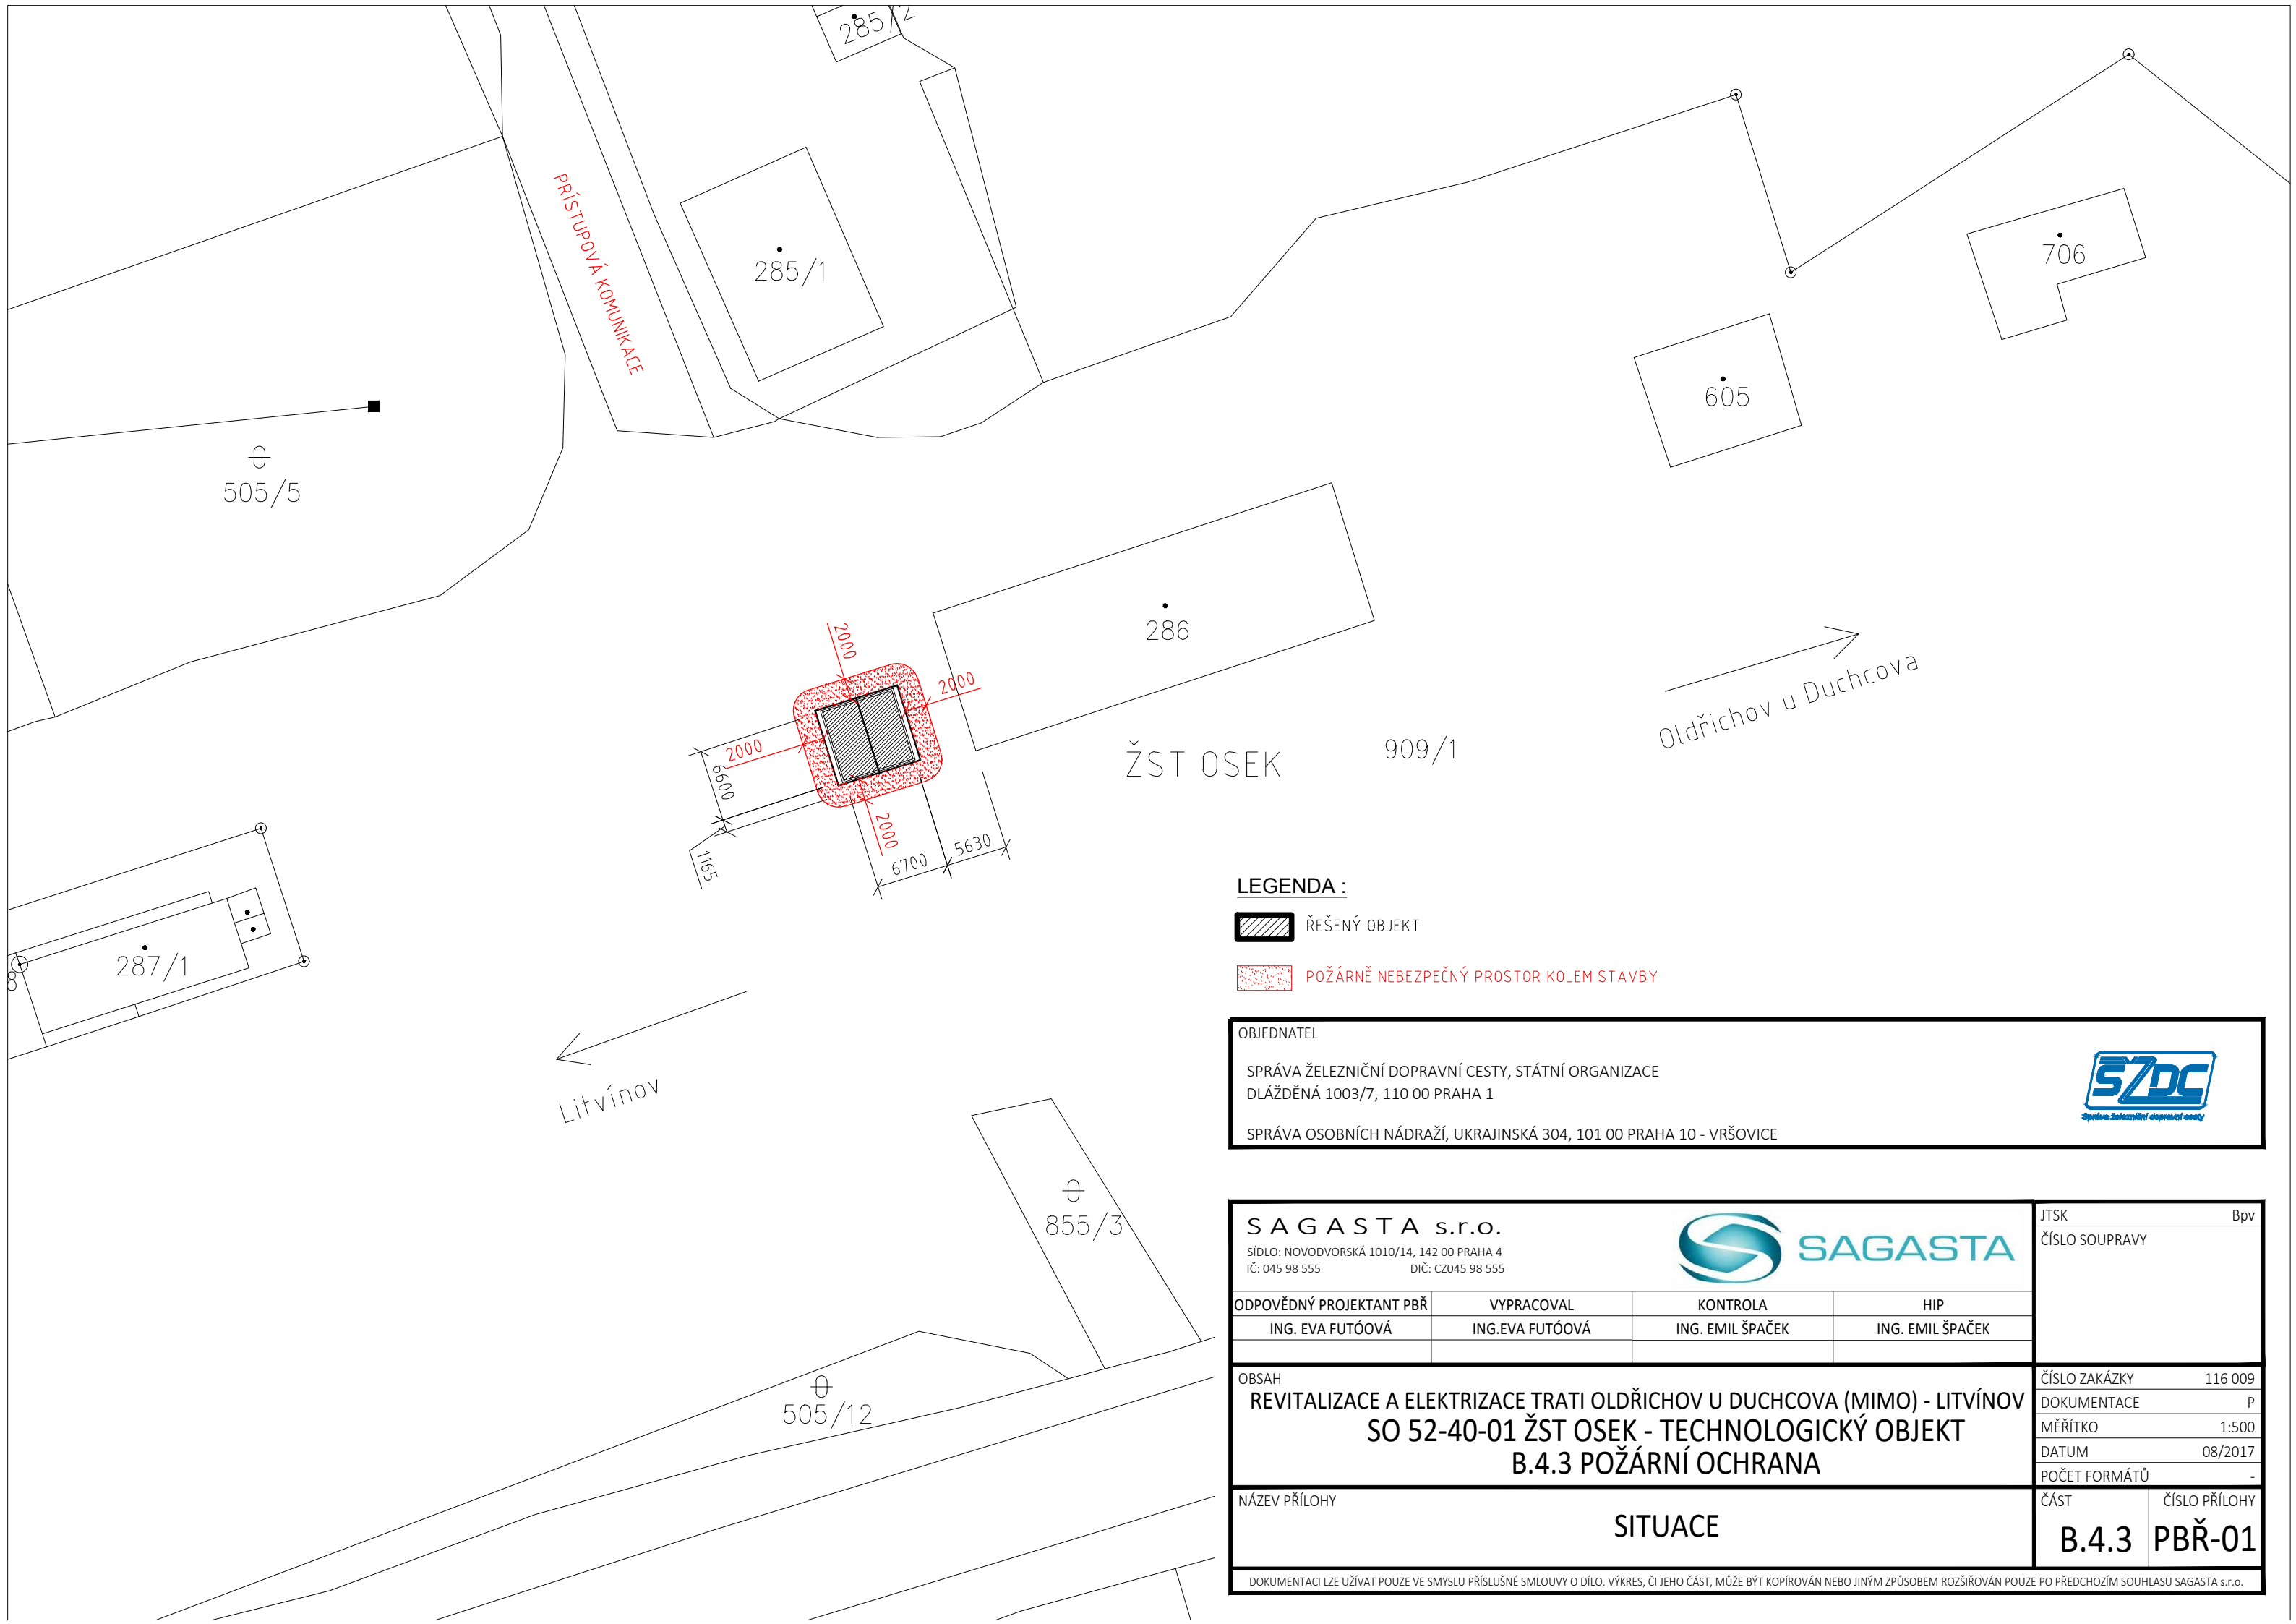 285/2
PRÍSTUPOVÁ KOMUNIKACE
285/1
706
605
505/5
286
2000
2000
2000
2000
6600
1165
6700
5630
ŽST OSEK
909/1
Oldřichov u Duchcova
287/1
8
Litvínov
855/3
505/12
LEGENDA :
ŘEŠENÝ OBJEKT
POŽÁRNĚ NEBEZPEČNÝ PROSTOR KOLEM STAVBY
OBJEDNATEL
SPRÁVA ŽELEZNIČNÍ DOPRAVNÍ CESTY, STÁTNÍ ORGANIZACE
DLÁŽDĚNÁ 1003/7, 110 00 PRAHA 1
SPRÁVA OSOBNÍCH NÁDRAŽÍ, UKRAJINSKÁ 304, 101 00 PRAHA 10 - VRŠOVICE
SŽDC
Správa železniční dopravní cesty
SAGASTA s.r.o.
SÍDLO: NOVODVORSKÁ 1010/14, 142 00 PRAHA 4
IČ: 045 98 555 DIČ: CZ045 98 555
SAGASTA
JTSK Bpv
ČÍSLO SOUPRAVY
ODPOVĚDNÝ PROJEKTANT PBŘ VYPRACOVAL KONTROLA HIP
ING. EVA FUTÓOVÁ ING.EVA FUTÓOVÁ ING. EMIL ŠPAČEK ING. EMIL ŠPAČEK
OBSAH
REVITALIZACE A ELEKTRIZACE TRATI OLDŘICHOV U DUCHCOVA (MIMO) - LITVÍNOV
SO 52-40-01 ŽST OSEK - TECHNOLOGICKÝ OBJEKT
B.4.3 POŽÁRNÍ OCHRANA
ČÍSLO ZAKÁZKY 116 009
DOKUMENTACE P
MĚŘÍTKO 1:500
DATUM 08/2017
POČET FORMÁTŮ -
NÁZEV PŘÍLOHY
SITUACE
ČÁST ČÍSLO PŘÍLOHY
B.4.3 PBŘ-01
DOKUMENTACI LZE UŽÍVAT POUZE VE SMYSLU PŘÍSLUŠNÉ SMLOUVY O DÍLO. VÝKRES, ČI JEHO ČÁST, MŮŽE BÝT KOPÍROVÁN NEBO JINÝM ZPŮSOBEM ROZŠIŘOVÁN POUZE PO PŘEDCHOZÍM SOUHLASU SAGASTA s.r.o.